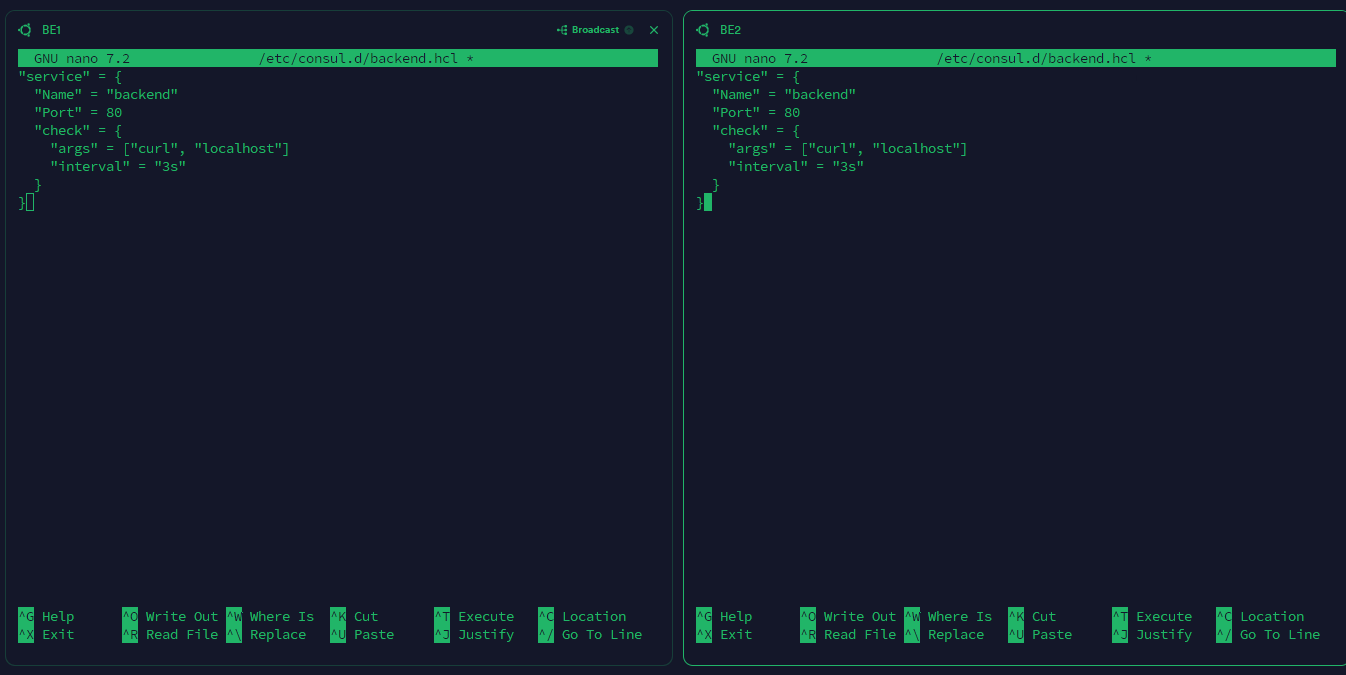 BE1
Broadcast
GNU nano 7.2 /etc/consul.d/backend.hcl *
"service" = {
  "Name" = "backend"
  "Port" = 80
  "check" = {
    "args" = ["curl", "localhost"]
    "interval" = "3s"
  }
}
^G Help ^O Write Out ^W Where Is ^K Cut ^T Execute ^C Location
^X Exit ^R Read File ^\ Replace ^U Paste ^J Justify ^/ Go To Line
BE2
GNU nano 7.2 /etc/consul.d/backend.hcl *
"service" = {
  "Name" = "backend"
  "Port" = 80
  "check" = {
    "args" = ["curl", "localhost"]
    "interval" = "3s"
  }
}
^G Help ^O Write Out ^W Where Is ^K Cut ^T Execute ^C Location
^X Exit ^R Read File ^\ Replace ^U Paste ^J Justify ^/ Go To Line